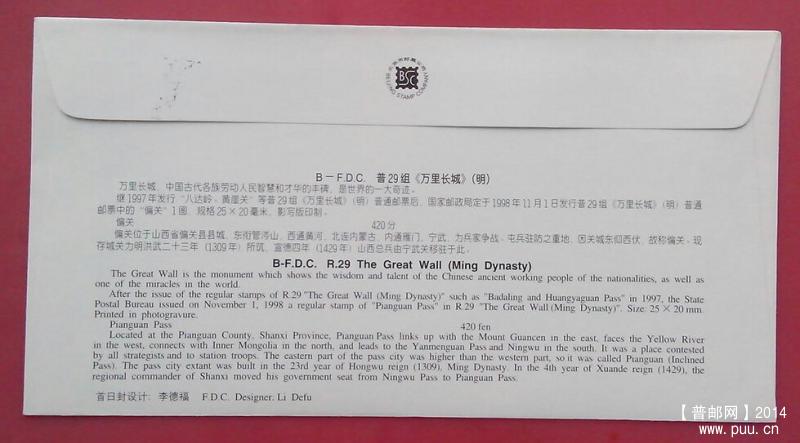 北京市邮票公司
BSC
BEIJING STAMP COMPANY
B－F.D.C. 普29组《万里长城》(明)
万里长城，中国古代各族劳动人民智慧和才华的丰碑，是世界的一大奇迹。
继1997年发行“八达岭、黄崖关”等普29组《万里长城》(明) 普通邮票后，国家邮政局定于1998年11月1日发行普29组《万里长城》(明) 普通
邮票中的“偏关”1图，规格25×20毫米，影写版印制。
偏关 420分
偏关位于山西省偏关县县城，东衔管涔山，西通黄河，北连内蒙古，内通雁门、宁武，为兵家争战、屯兵驻防之重地，因关城东仰西伏，故称偏关。现
存城关为明洪武二十三年（1309年）所筑，宣德四年（1429年）山西总兵由宁武关移驻于此。
B-F.D.C. R.29 The Great Wall (Ming Dynasty)
The Great Wall is the monument which shows the wisdom and talent of the Chinese ancient working people of the nationalities, as well as
one of the miracles in the world.
After the issue of the regular stamps of R.29 "The Great Wall (Ming Dynasty)" such as "Badaling and Huangyaguan Pass" in 1997, the State
Postal Bureau issued on November 1, 1998 a regular stamp of "Pianguan Pass" in R.29 "The Great Wall (Ming Dynasty)". Size: 25×20 mm.
Printed in photogravure.
Pianguan Pass 420 fen
Located at the Pianguan County, Shanxi Province, Pianguan Pass links up with the Mount Guancen in the east, faces the Yellow River
in the west, connects with Inner Mongolia in the north, and leads to the Yanmenguan Pass and Ningwu in the south. It was a place contested
by all strategists and to station troops. The eastern part of the pass city was higher than the western part, so it was called Pianguan (Inclined
Pass). The pass city extant was built in the 23rd year of Hongwu reign (1309), Ming Dynasty. In the 4th year of Xuande reign (1429), the
regional commander of Shanxi moved his government seat from Ningwu Pass to Pianguan Pass.
首日封设计：李德福 F.D.C. Designer: Li Defu
【普邮网】2014
www.puu.cn